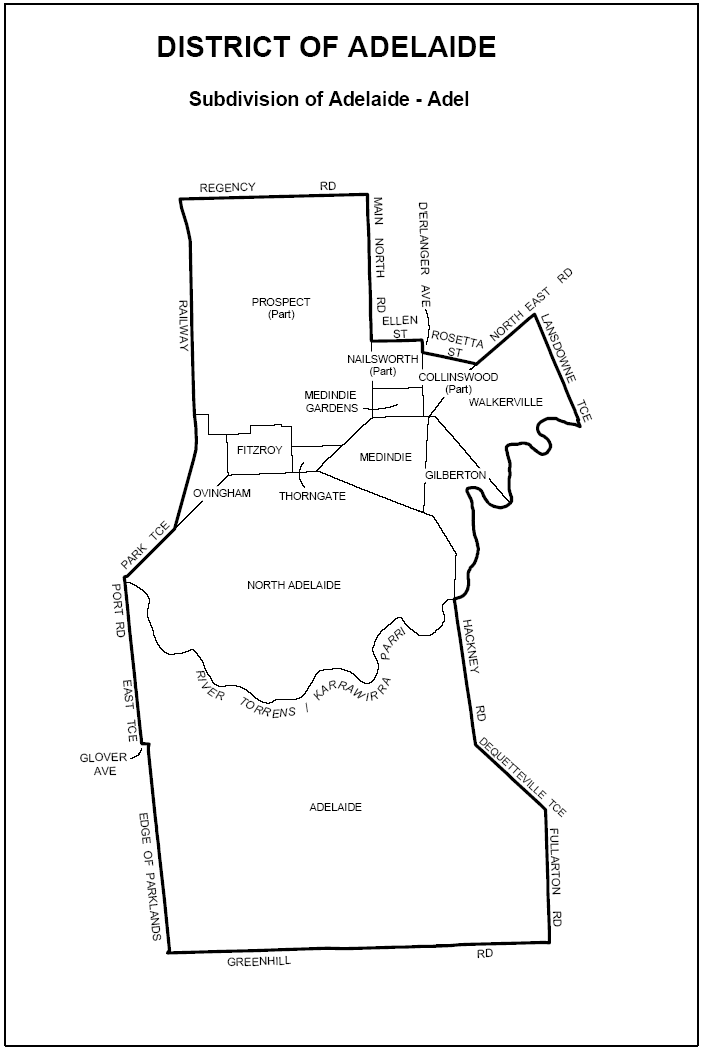 DISTRICT OF ADELAIDE
Subdivision of Adelaide - Adel
REGENCY RD
MAIN NORTH RD
D'ERLANGER AVE
RAILWAY
PROSPECT
(Part)
ELLEN
ST
ROSETTA
ST
NORTH EAST RD
LANSDOWNE TCE
NAILSWORTH
(Part)
COLLINSWOOD
(Part)
WALKERVILLE
MEDINDIE
GARDENS
FITZROY
MEDINDIE
GILBERTON
OVINGHAM
THORNGATE
PARK TCE
NORTH ADELAIDE
PORT RD
HACKNEY RD
RIVER TORRENS / KARRAWIRRA PARRI
EAST TCE
GLOVER
AVE
DEQUETTEVILLE TCE
ADELAIDE
EDGE OF PARKLANDS
FULLARTON RD
GREENHILL RD